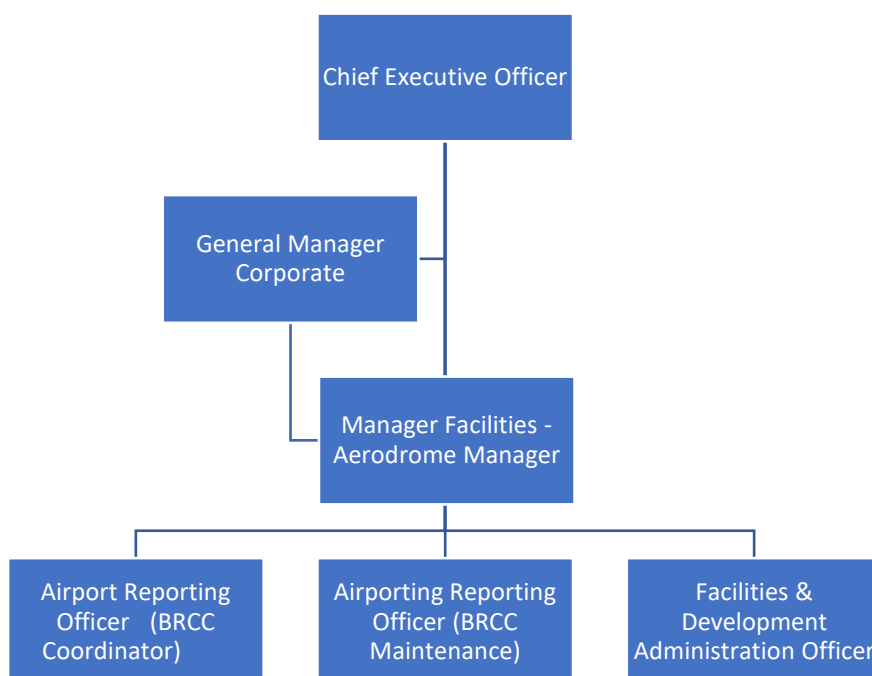 Chief Executive Officer
General Manager
Corporate
Manager Facilities -
Aerodrome Manager
Airport Reporting
Officer (BRCC
Coordinator)
Airporting Reporting
Officer (BRCC
Maintenance)
Facilities &
Development
Administration Officer